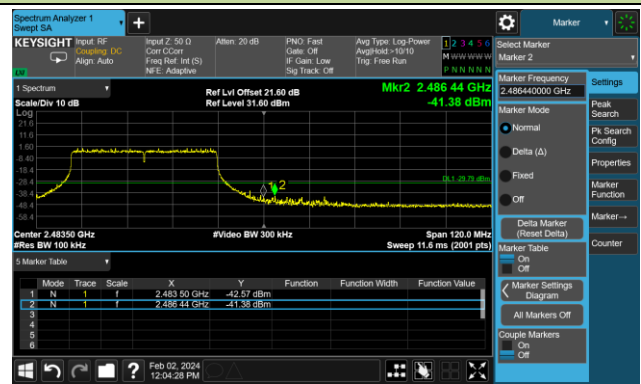 Spectrum Analyzer 1
Swept SA
Marker
KEYSIGHT
Input: RF
Coupling: DC
Align: Auto
Input Z: 50 Ω
Corr CCorr
Freq Ref: Int (S)
NFE: Adaptive
Atten: 20 dB
PNO: Fast
Gate: Off
IF Gain: Low
Sig Track: Off
Avg Type: Log-Power
Avg|Hold:>10/10
Trig: Free Run
1 2 3 4 5 6
M W W W W W
P N N N N N
LV
Select Marker
Marker 2
1 Spectrum
Scale/Div 10 dB
Log
Ref Lvl Offset 21.60 dB
Ref Level 31.60 dBm
Mkr2 2.486 44 GHz
-41.38 dBm
21.6
11.6
1.60
-8.40
-18.4
-28.4
-38.4
-48.4
-58.4
DL1 -29.79 dBm
1
2
Center 2.48350 GHz
#Res BW 100 kHz
#Video BW 300 kHz
Span 120.0 MHz
Sweep 11.6 ms (2001 pts)
5 Marker Table
Mode Trace Scale X Y Function Function Width Function Value
1 N 1 f 2.483 50 GHz -42.57 dBm
2 N 1 f 2.486 44 GHz -41.38 dBm
3
4
5
6
Marker Frequency
2.486440000 GHz
Marker Mode
Normal
Delta (Δ)
Fixed
Off
Delta Marker
(Reset Delta)
Marker Table
On
Off
Marker Settings
Diagram
All Markers Off
Couple Markers
On
Off
Settings
Peak
Search
Pk Search
Config
Properties
Marker
Function
Marker→
Counter
?
Feb 02, 2024
12:04:28 PM